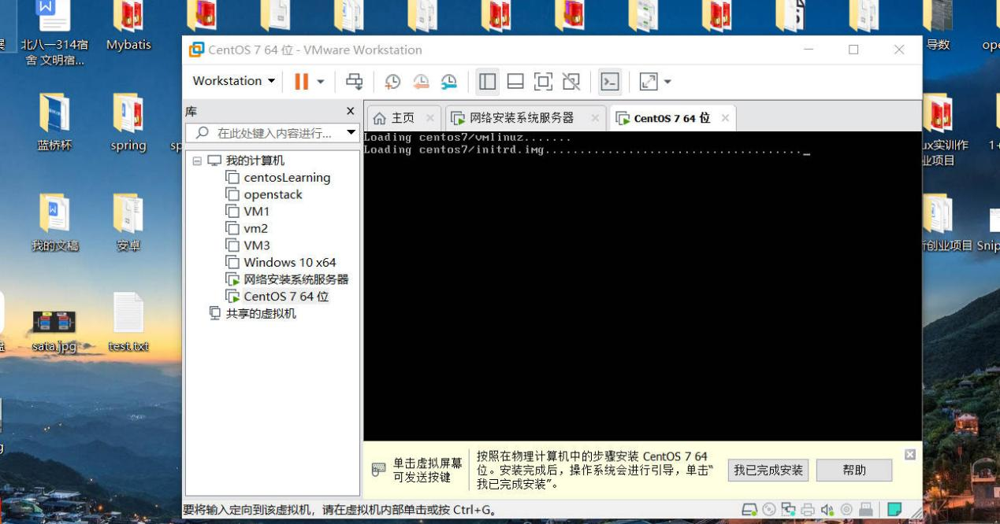 北八一314宿
舍 文明宿...
Mybatis
导数
蓝桥杯
spring
ux实训作
业项目
我的文稿
安卓
创业项目
sata.jpg
test.txt
CentOS 7 64 位 - VMware Workstation
Workstation
库
在此处键入内容进行...
我的计算机
centosLearning
openstack
VM1
vm2
VM3
Windows 10 x64
网络安装系统服务器
CentOS 7 64 位
共享的虚拟机
主页
网络安装系统服务器
CentOS 7 64 位
Loading centos7/vmlinuz.......
Loading centos7/initrd.img....................................._
单击虚拟屏幕
可发送按键
按照在物理计算机中的步骤安装 CentOS 7 64
位。安装完成后，操作系统会进行引导，单击“
我已完成安装”。
我已完成安装
帮助
要将输入定向到该虚拟机，请在虚拟机内部单击或按 Ctrl+G。